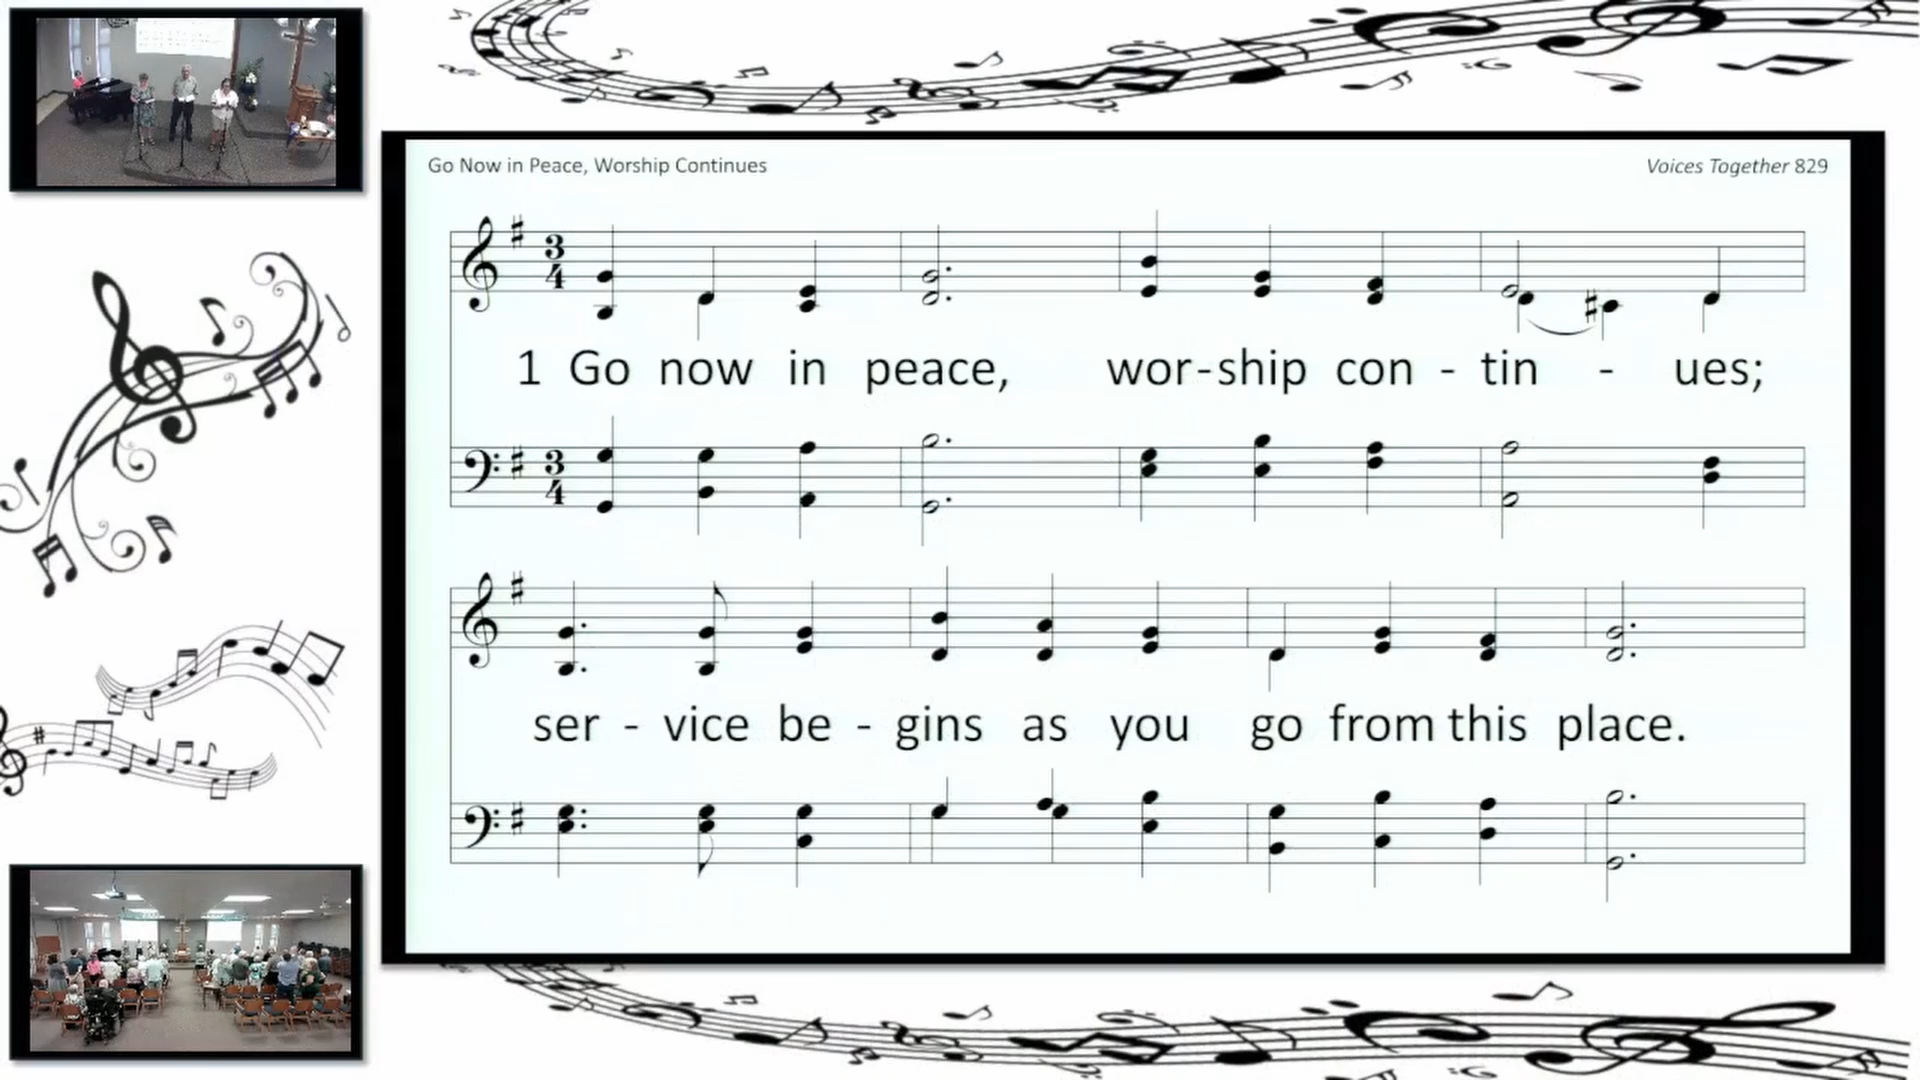 Go Now in Peace, Worship Continues
Voices Together 829
1 Go now in peace, wor-ship con - tin - ues;
ser - vice be - gins as you go from this place.